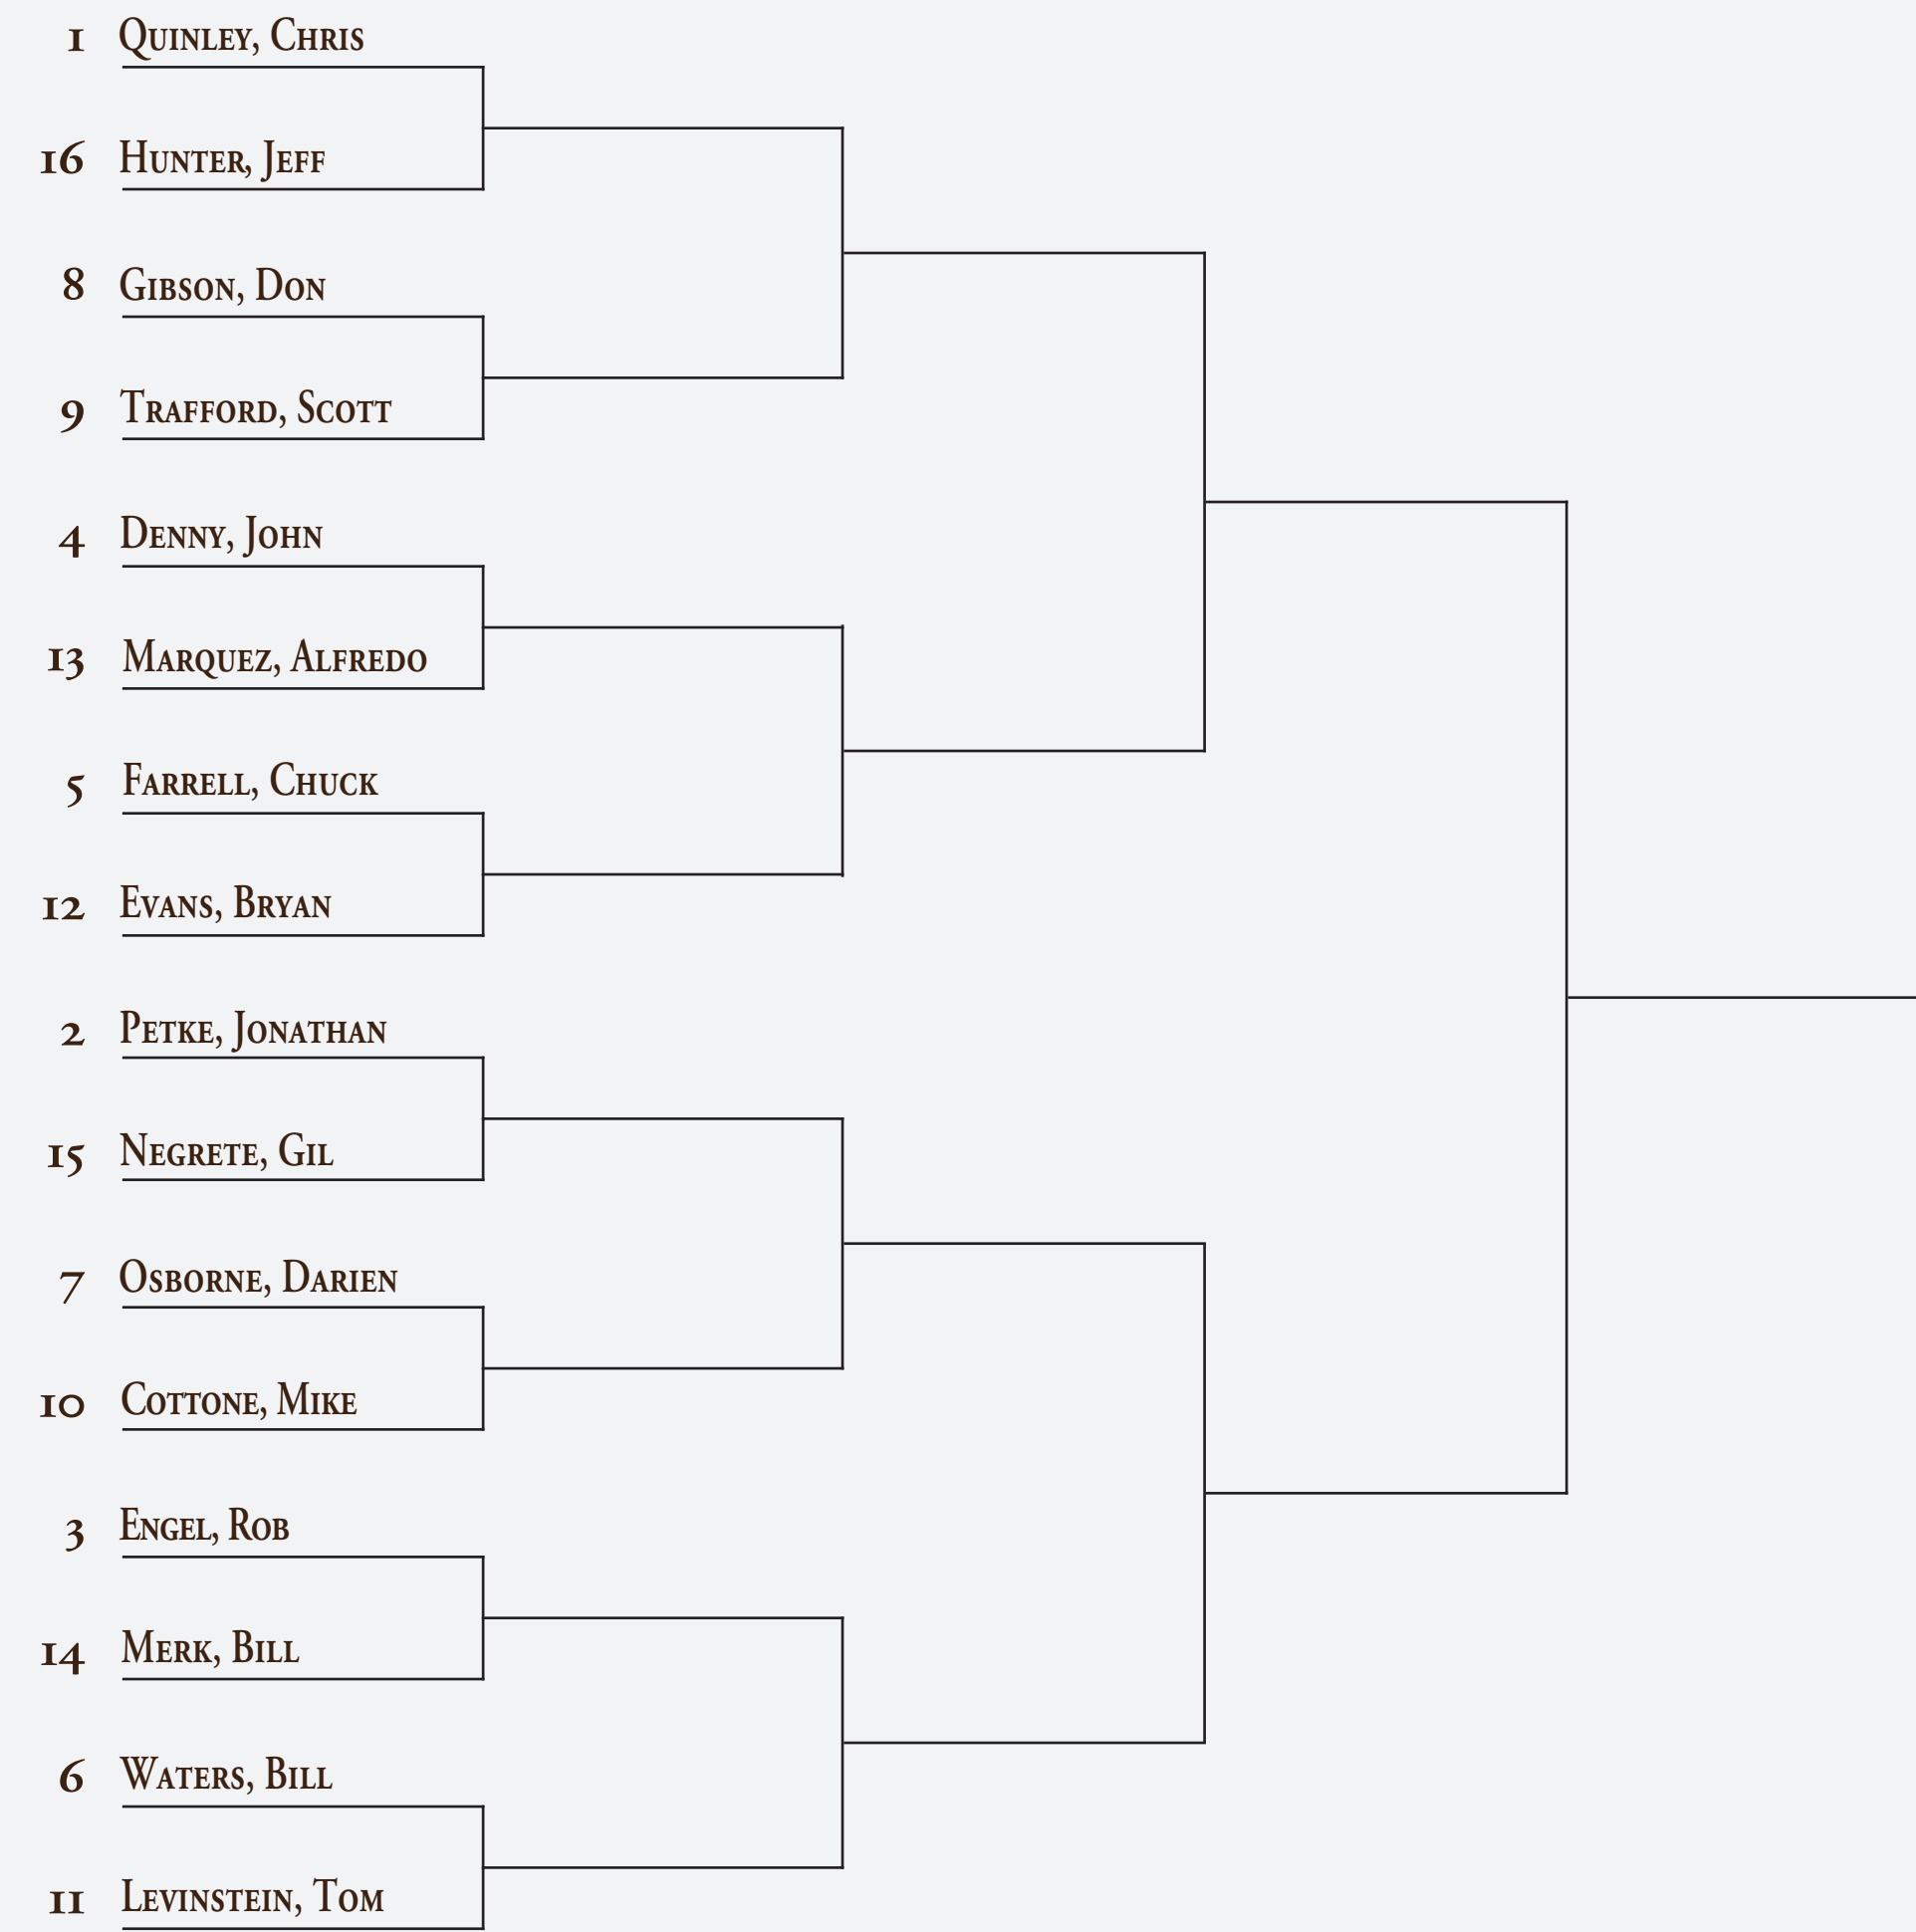 1 Quinley, Chris
16 Hunter, Jeff
8 Gibson, Don
9 Trafford, Scott
4 Denny, John
13 Marquez, Alfredo
5 Farrell, Chuck
12 Evans, Bryan
2 Petke, Jonathan
15 Negrete, Gil
7 Osborne, Darien
10 Cottone, Mike
3 Engel, Rob
14 Merk, Bill
6 Waters, Bill
11 Levinstein, Tom